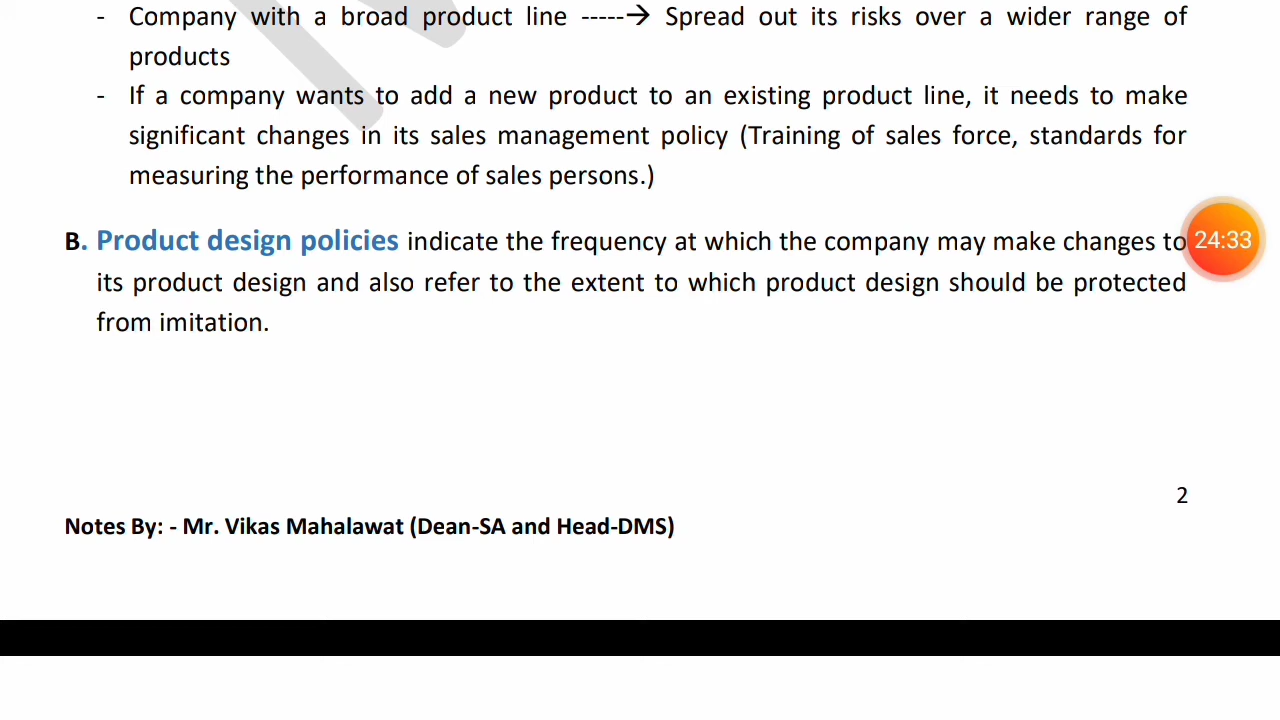 - Company with a broad product line -----→ Spread out its risks over a wider range of
products
- If a company wants to add a new product to an existing product line, it needs to make
significant changes in its sales management policy (Training of sales force, standards for
measuring the performance of sales persons.)
B. Product design policies indicate the frequency at which the company may make changes to
24:33
its product design and also refer to the extent to which product design should be protected
from imitation.
2
Notes By: - Mr. Vikas Mahalawat (Dean-SA and Head-DMS)